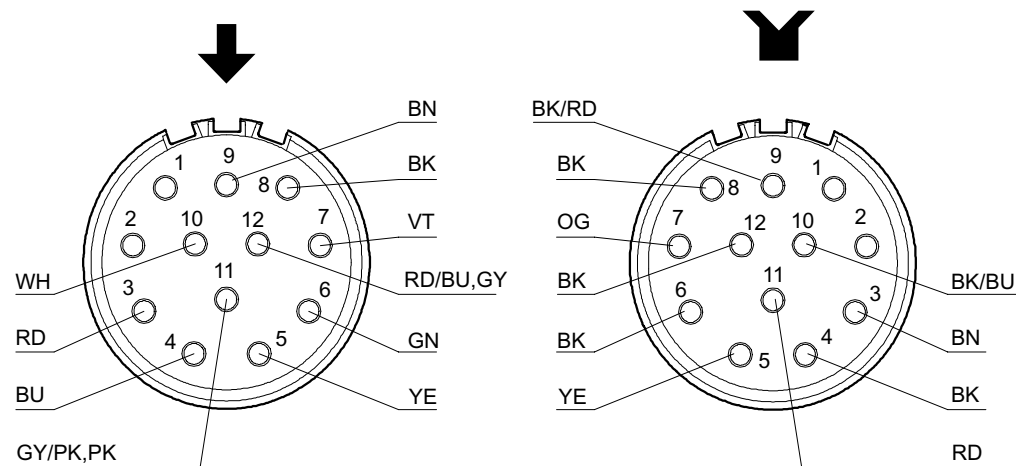 BN
1
9
8
BK
2
10
12
7
VT
WH
11
RD/BU,GY
3
6
RD
GN
4
5
BU
YE
GY/PK,PK
BK/RD
9
1
BK
8
7
12
10
2
OG
11
BK
BK/BU
6
3
BK
BN
5
4
YE
BK
RD